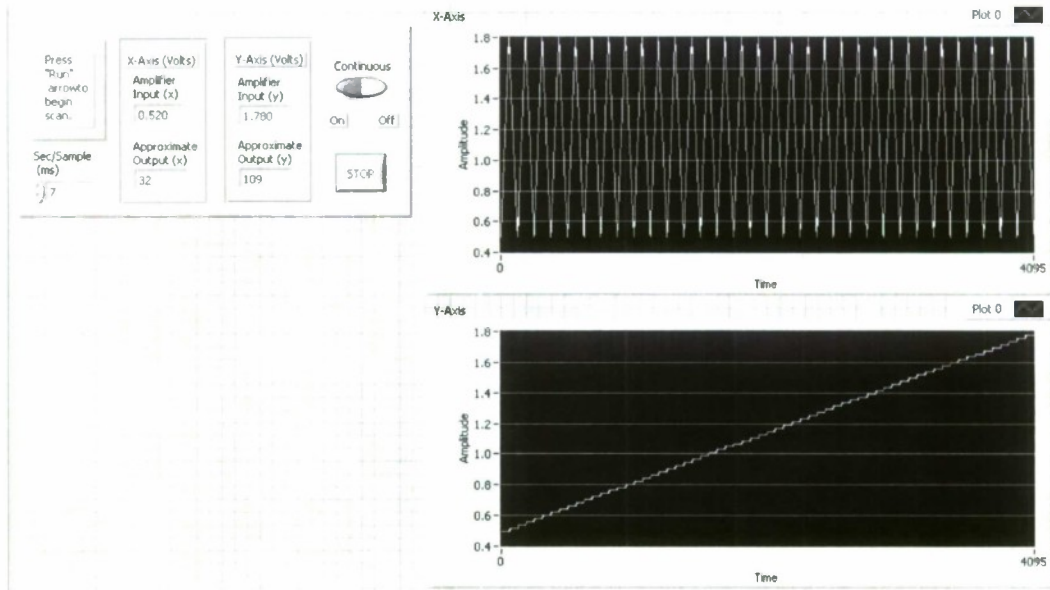 Press
"Run"
arrowto
begin
scan.
Sec/Sample
(ms)
7
X-Axis (Volts)
Amplifier
Input (x)
0.520
Approximate
Output (x)
32
Y-Axis (Volts)
Amplifier
Input (y)
1.780
Approximate
Output (y)
109
Continuous
On Off
STOP
X-Axis
Plot 0
1.8
1.6
1.4
1.2
1.0
0.8
0.6
0.4
Amplitude
0 4095
Time
Y-Axis
Plot 0
1.8
1.6
1.4
1.2
1.0
0.8
0.6
0.4
Amplitude
0 4095
Time